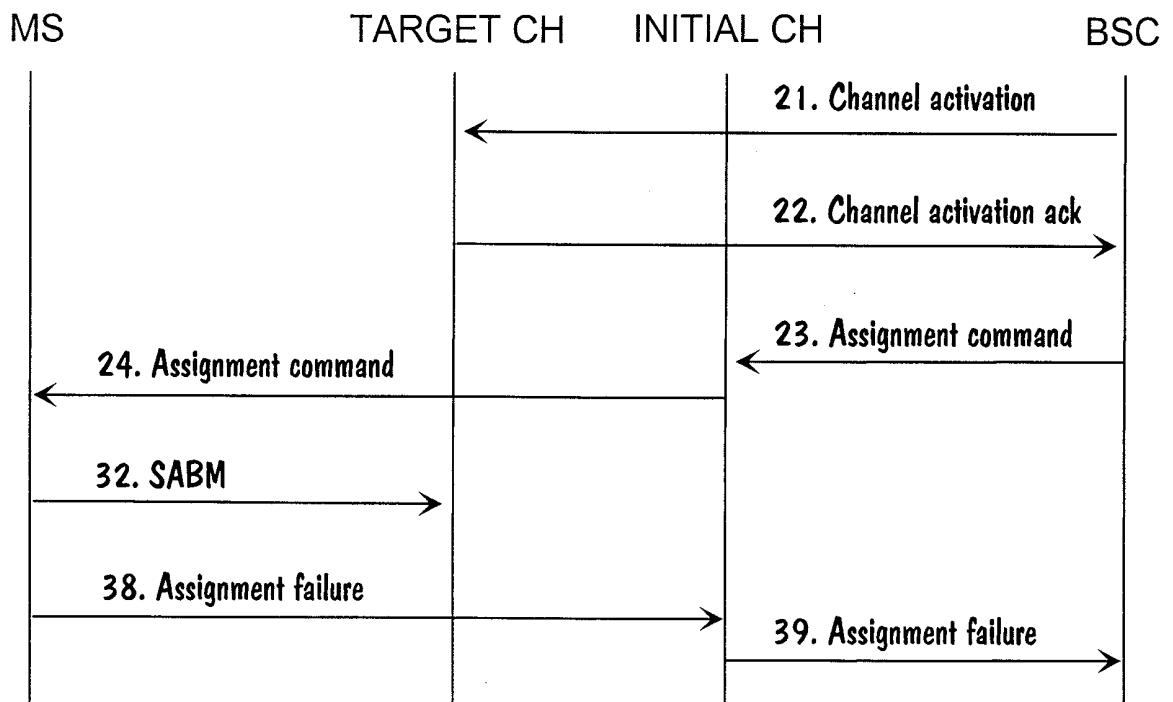 MS TARGET CH INITIAL CH BSC
21. Channel activation
22. Channel activation ack
23. Assignment command
24. Assignment command
32. SABM
38. Assignment failure
39. Assignment failure